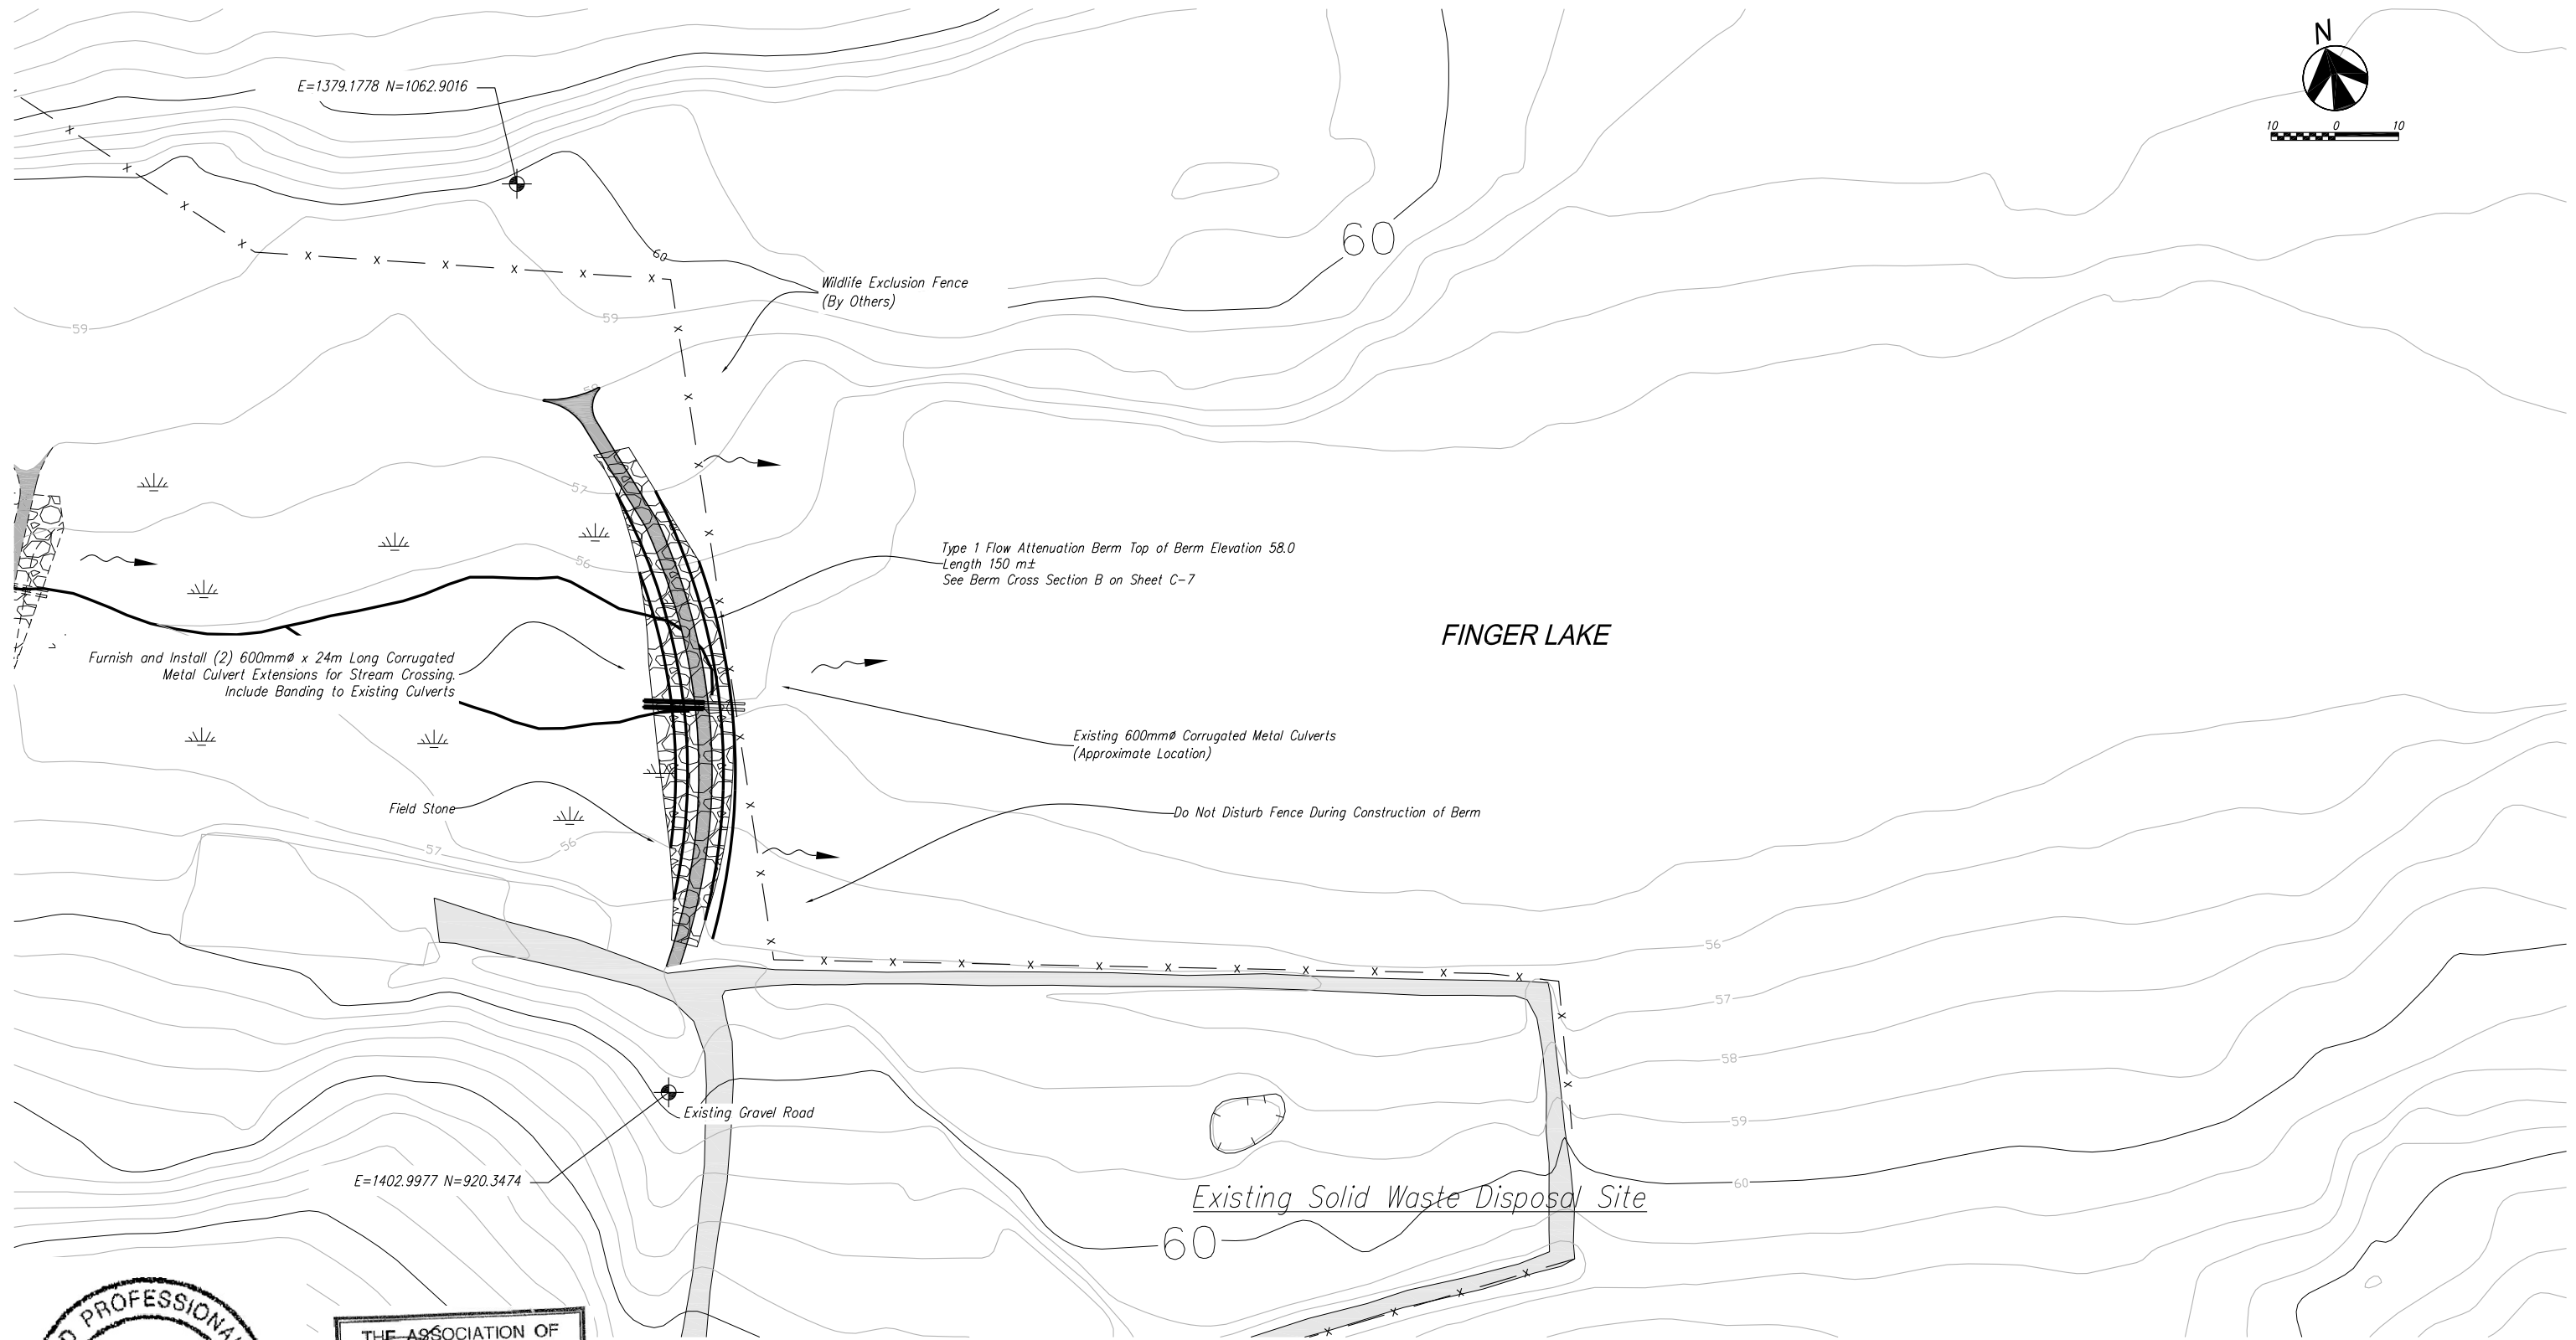 N
10 0 10
E=1379.1778 N=1062.9016
60
60
Wildlife Exclusion Fence
(By Others)
59
59
57
56
Type 1 Flow Attenuation Berm Top of Berm Elevation 58.0
Length 150 m±
See Berm Cross Section B on Sheet C-7
FINGER LAKE
Furnish and Install (2) 600mmø x 24m Long Corrugated
Metal Culvert Extensions for Stream Crossing.
Include Banding to Existing Culverts
Existing 600mmø Corrugated Metal Culverts
(Approximate Location)
Field Stone
Do Not Disturb Fence During Construction of Berm
57
56
56
57
58
59
60
Existing Gravel Road
E=1402.9977 N=920.3474
Existing Solid Waste Disposal Site
60
PROFESSIONA
THE ASSOCIATION OF